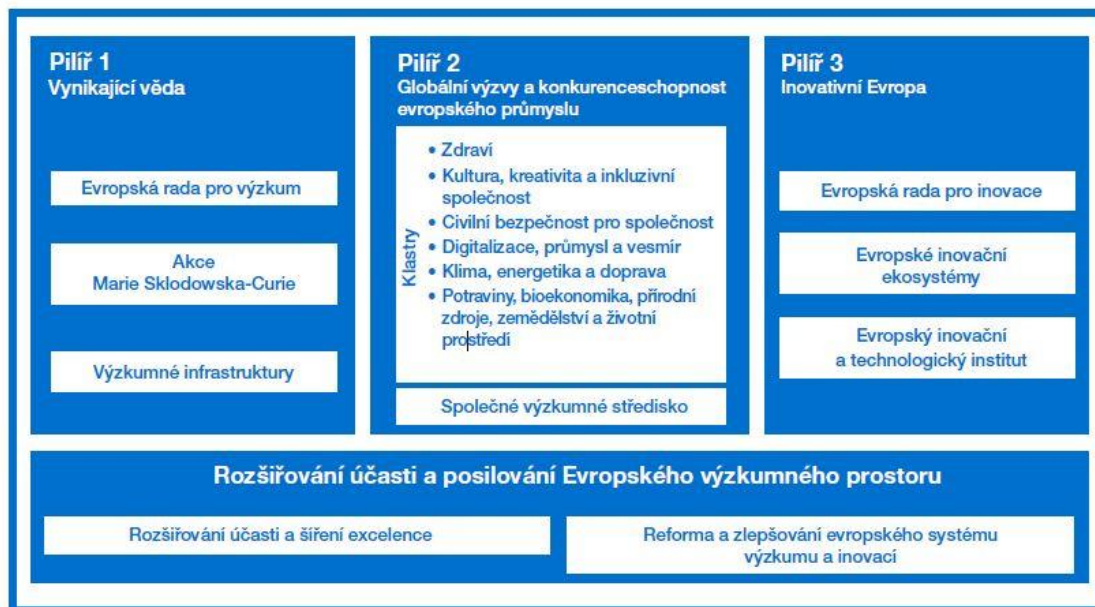 Pilíř 1
Vynikající věda
Evropská rada pro výzkum
Akce
Marie Sklodowska-Curie
Výzkumné infrastruktury
Pilíř 2
Globální výzvy a konkurenceschopnost
evropského průmyslu
Klastry
• Zdraví
• Kultura, kreativita a inkluzivní
společnost
• Civilní bezpečnost pro společnost
• Digitalizace, průmysl a vesmír
• Klima, energetika a doprava
• Potraviny, bioekonomika, přírodní
zdroje, zemědělství a životní
prostředí
Společné výzkumné středisko
Pilíř 3
Inovativní Evropa
Evropská rada pro inovace
Evropské inovační
ekosystémy
Evropský inovační
a technologický institut
Rozšiřování účasti a posilování Evropského výzkumného prostoru
Rozšiřování účasti a šíření excelence
Reforma a zlepšování evropského systému
výzkumu a inovací